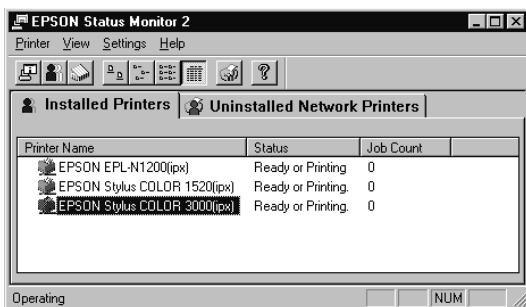 EPSON Status Monitor 2
Printer View Settings Help
Installed Printers Uninstalled Network Printers
Printer Name Status Job Count
EPSON EPL-N1200(ipx) Ready or Printing 0
EPSON Stylus COLOR 1520(ipx) Ready or Printing. 0
EPSON Stylus COLOR 3000(ipx) Ready or Printing. 0
Operating NUM